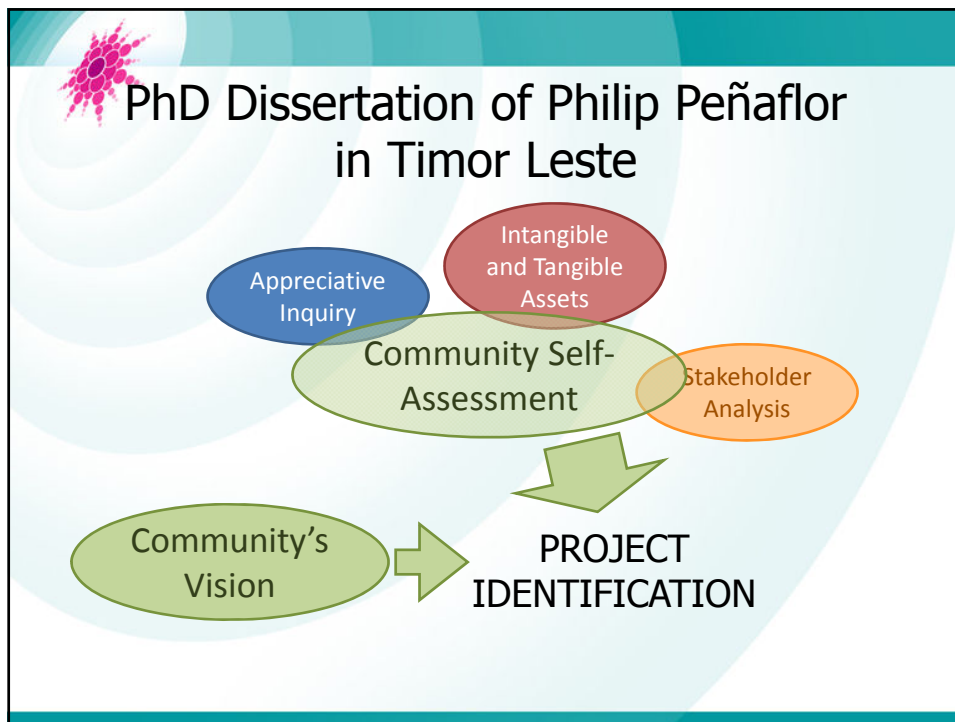 PhD Dissertation of Philip Peñaflor
in Timor Leste
Intangible
and Tangible
Assets
Appreciative
Inquiry
Community Self-
Assessment
Stakeholder
Analysis
Community’s
Vision
PROJECT
IDENTIFICATION